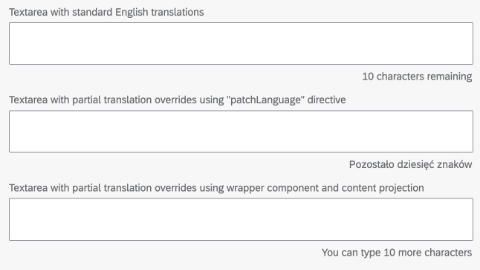 Textarea with standard English translations
10 characters remaining
Textarea with partial translation overrides using "patchLanguage" directive
Pozostało dziesięć znaków
Textarea with partial translation overrides using wrapper component and content projection
You can type 10 more characters